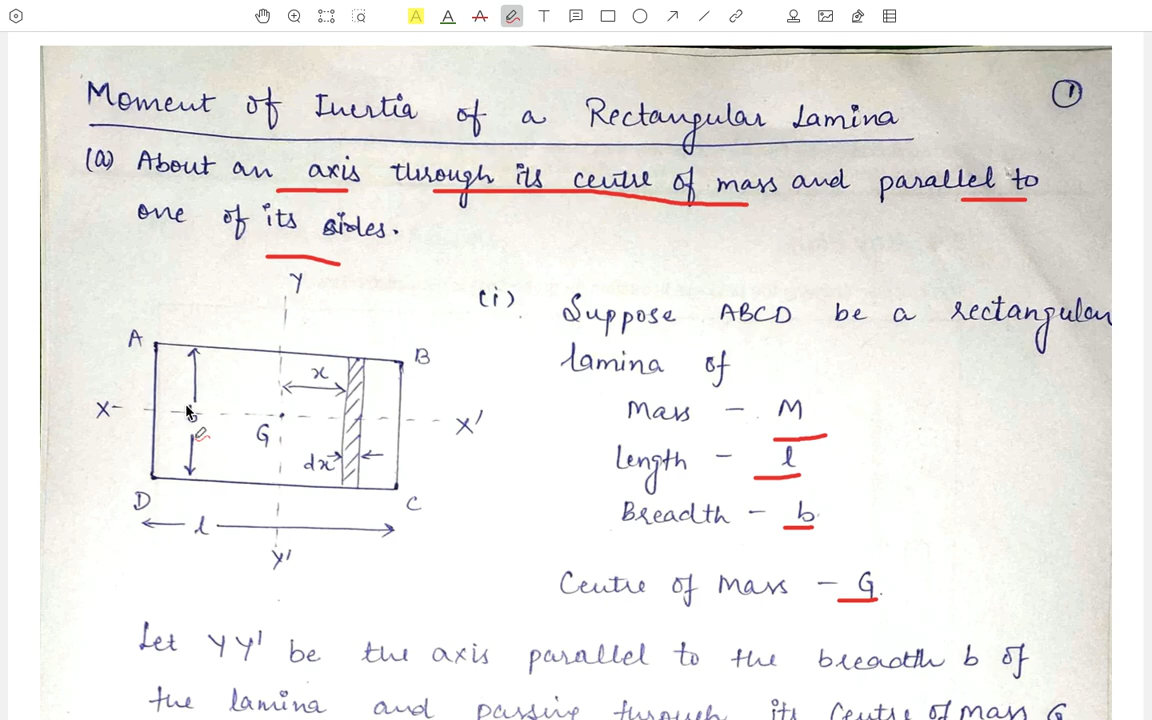 Moment of Inertia of a Rectangular Lamina
1
(a) About an axis through its centre of mass and parallel to
one of its sides.
Y
(i). Suppose ABCD be a rectangular
A
B
lamina of
x
X
X'
Mass - M
G
dx
Length - l
D
C
Breadth - b
l
Y'
Centre of Mass - G.
Let YY' be the axis parallel to the breadth b of
the lamina and passing through its Centre of mass G